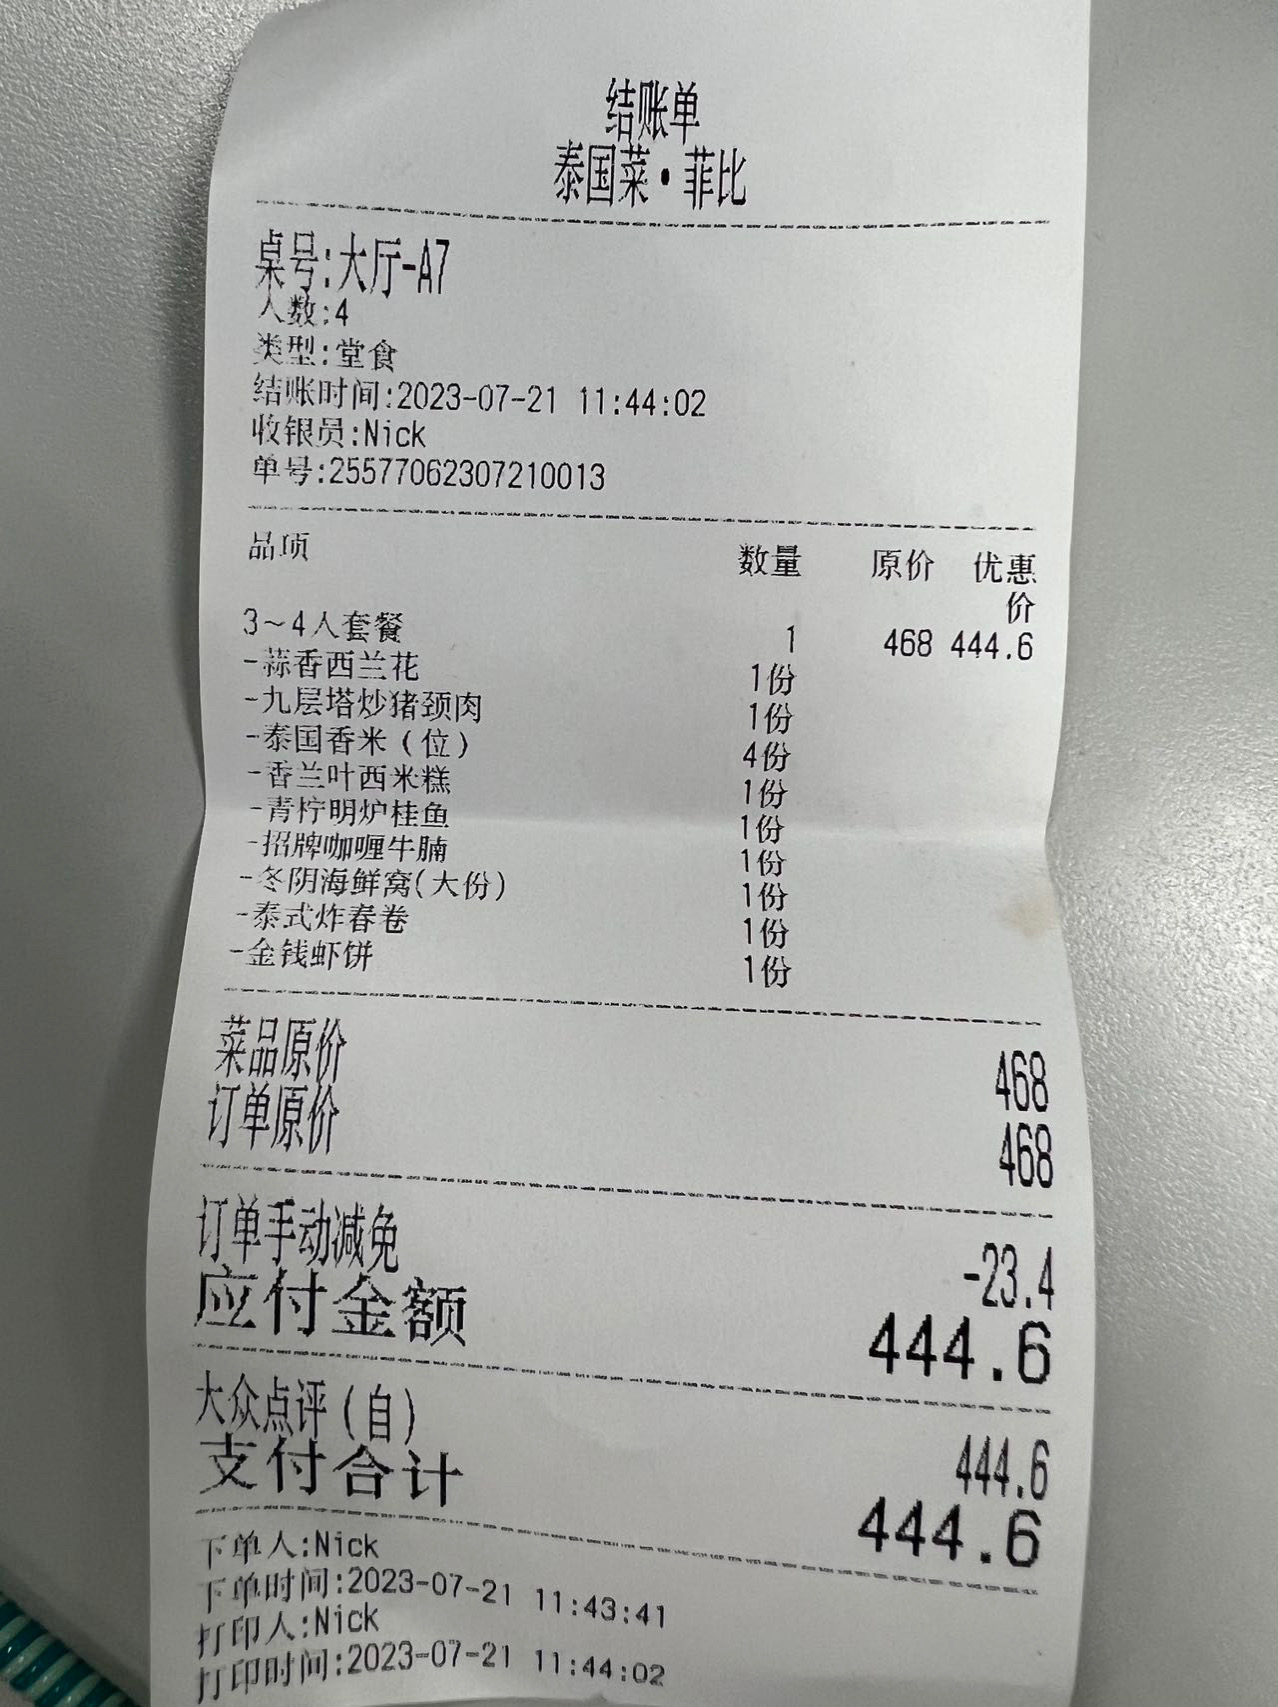 结账单
泰国菜·菲比
桌号:大厅-A7
人数:4
类型:堂食
结账时间:2023-07-21 11:44:02
收银员:Nick
单号:25577062307210013
品项 数量 原价 优惠
价
3~4人套餐 1 468 444.6
-蒜香西兰花 1份
-九层塔炒猪颈肉 1份
-泰国香米(位) 4份
-香兰叶西米糕 1份
-青柠明炉桂鱼 1份
-招牌咖喱牛腩 1份
-冬阴海鲜窝(大份) 1份
-泰式炸春卷 1份
-金钱虾饼 1份
菜品原价 468
订单原价 468
订单手动减免 -23.4
应付金额 444.6
大众点评(自) 444.6
支付合计 444.6
下单人:Nick
下单时间:2023-07-21 11:43:41
打印人:Nick
打印时间:2023-07-21 11:44:02